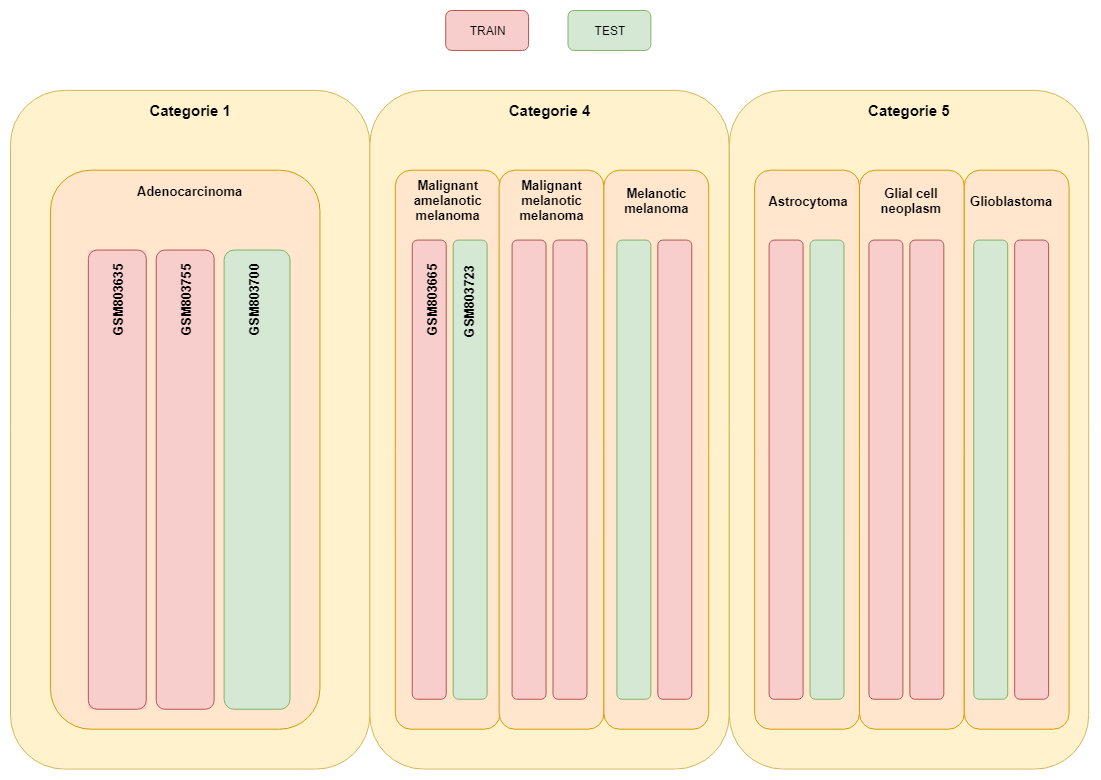 TRAIN
TEST
Categorie 1
Categorie 4
Categorie 5
Adenocarcinoma
GSM803635
GSM803755
GSM803700
Malignant
amelanotic
melanoma
Malignant
melanotic
melanoma
Melanotic
melanoma
GSM803665
GSM803723
Astrocytoma
Glial cell
neoplasm
Glioblastoma